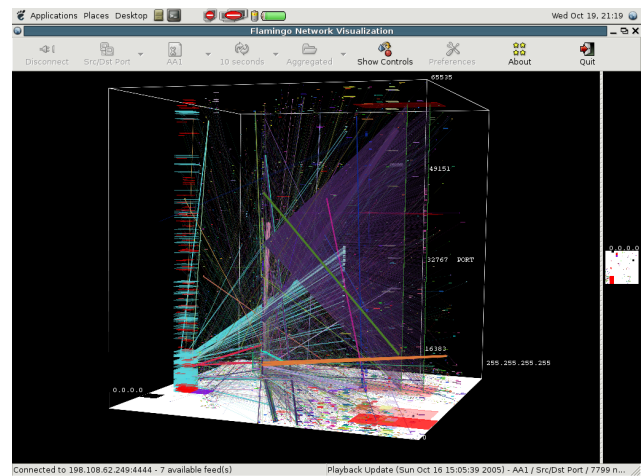 Applications Places Desktop Wed Oct 19, 21:19
Flamingo Network Visualization
Disconnect Src/Dst Port AA1 10 seconds Aggregated Show Controls Preferences About Quit
65535
49151
0.0.0.0
32767 PORT
16383
255.255.255.255
0.0.0.0
0
Connected to 198.108.62.249:4444 - 7 available feed(s) Playback Update (Sun Oct 16 15:05:39 2005) - AA1 / Src/Dst Port / 7799 n...